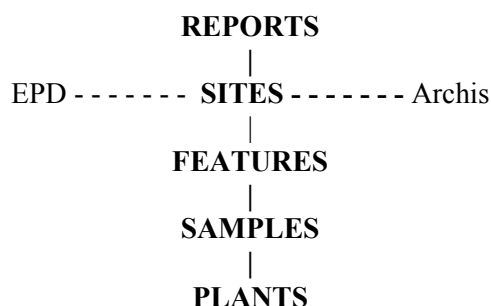 REPORTS
|
EPD - - - - - - - SITES - - - - - - - Archis
|
FEATURES
|
SAMPLES
|
PLANTS